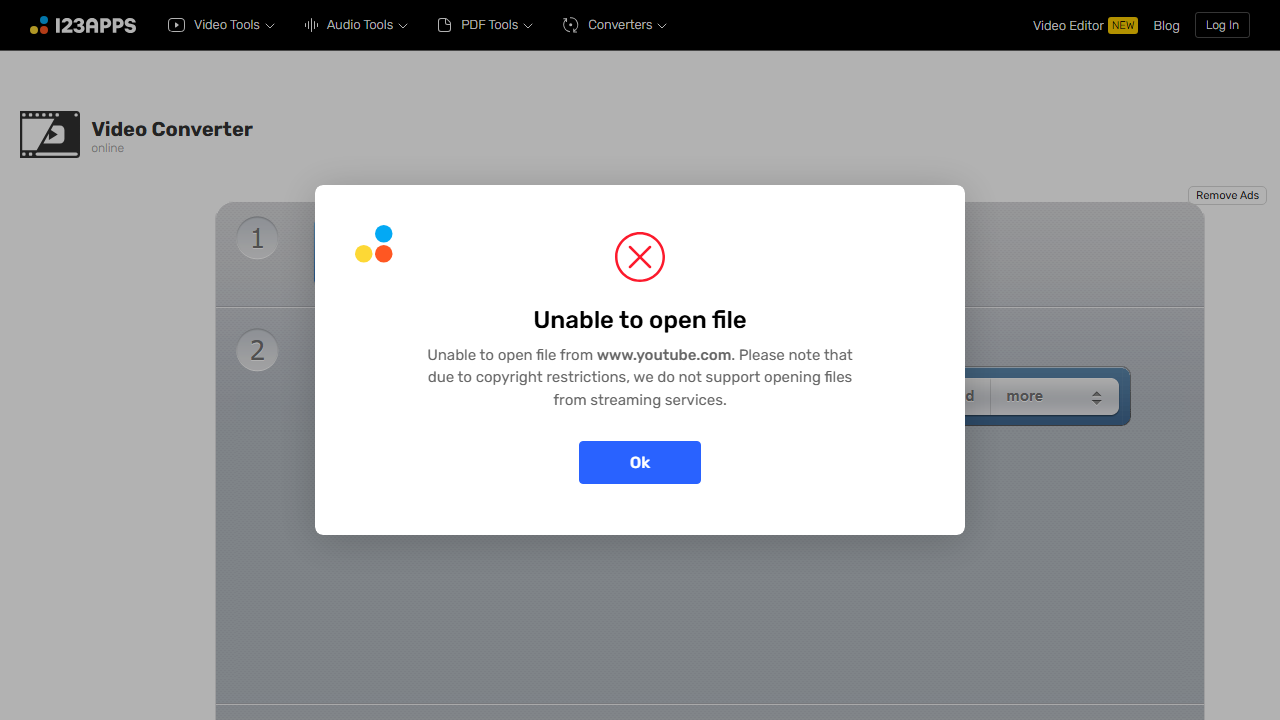 123APPS
Video Tools
Audio Tools
PDF Tools
Converters
Video Editor NEW
Blog
Log In
Video Converter
online
Remove Ads
1
Unable to open file
Unable to open file from www.youtube.com. Please note that
due to copyright restrictions, we do not support opening files
from streaming services.
2
d
more
Ok